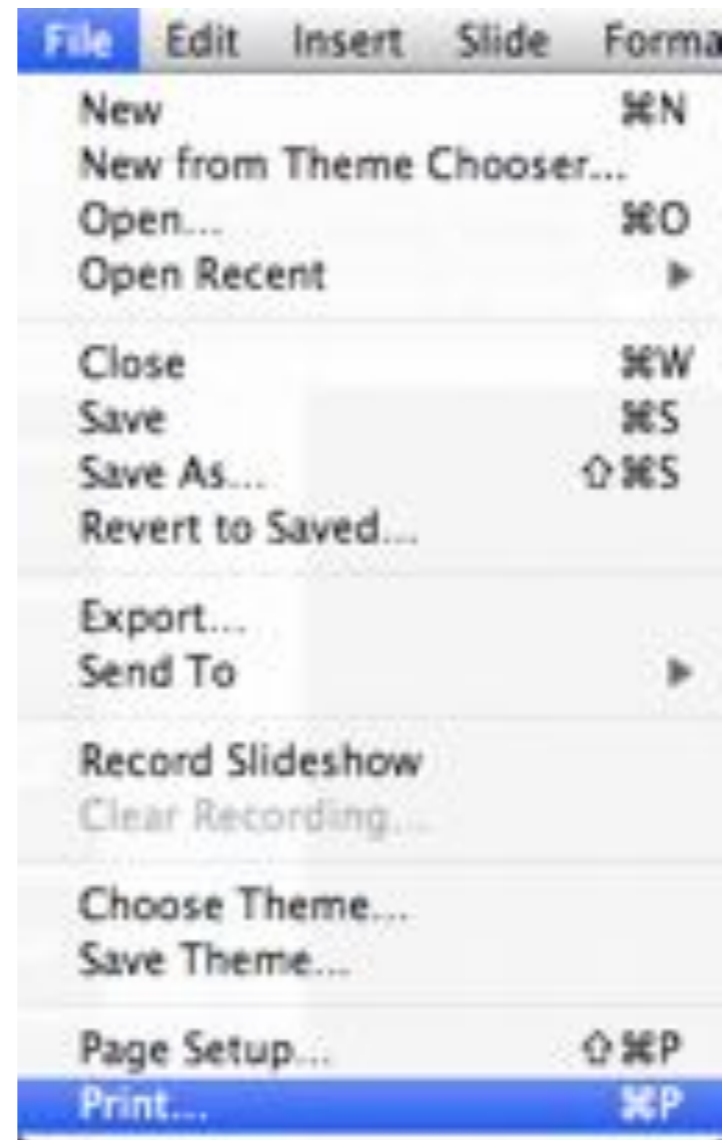 File Edit Insert Slide Forma
New ⌘N
New from Theme Chooser...
Open... ⌘O
Open Recent ▶
Close ⌘W
Save ⌘S
Save As... ⇧⌘S
Revert to Saved...
Export...
Send To ▶
Record Slideshow
Clear Recording...
Choose Theme...
Save Theme...
Page Setup... ⇧⌘P
Print... ⌘P